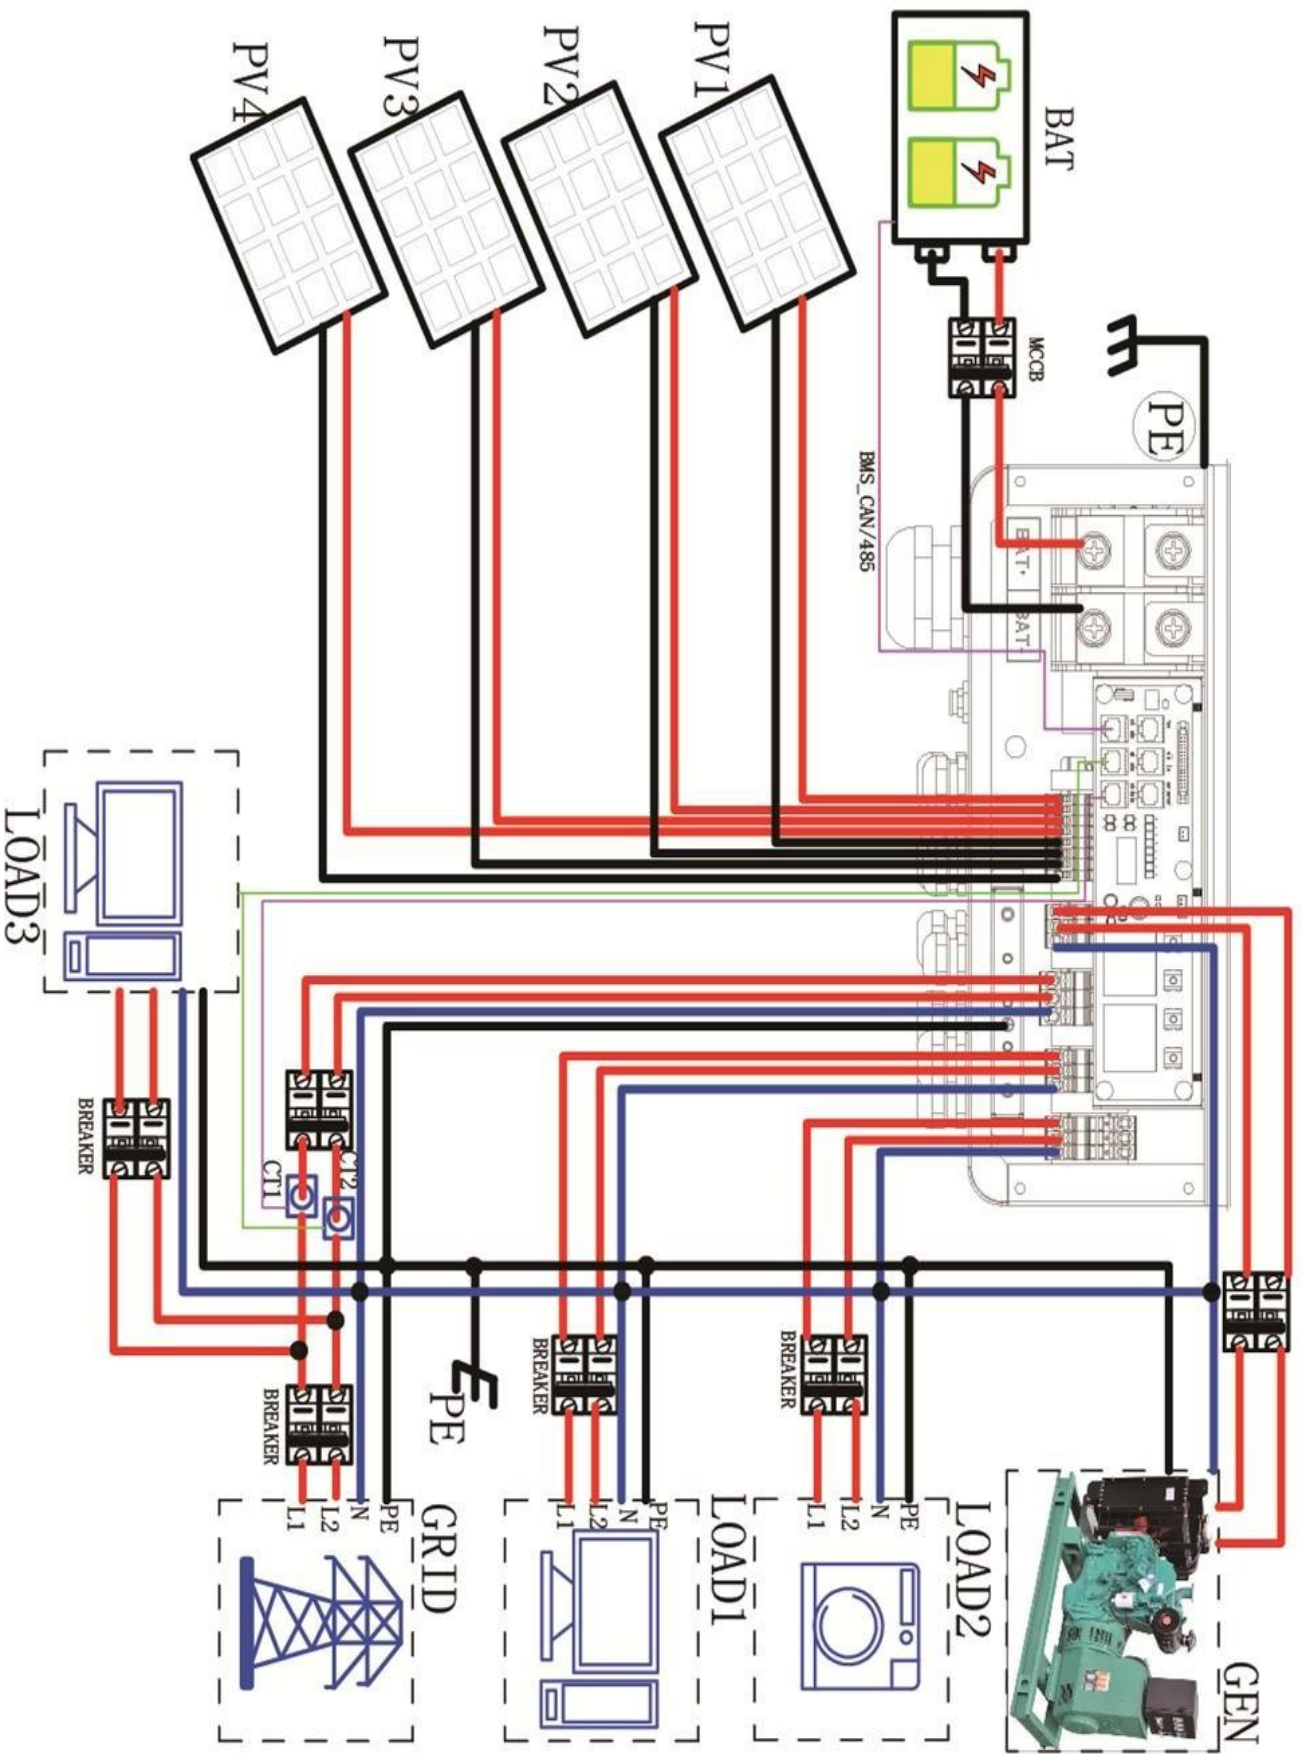 PV4
PV3
PV2
PV1
BAT
MCCB
PE
BMS_CAN/485
BAT+
BAT-
LOAD3
BREAKER
CT1
CT2
BREAKER
L1
L2
N
PE
GRID
PE
BREAKER
L1
L2
N
PE
LOAD1
BREAKER
L1
L2
N
PE
LOAD2
GEN